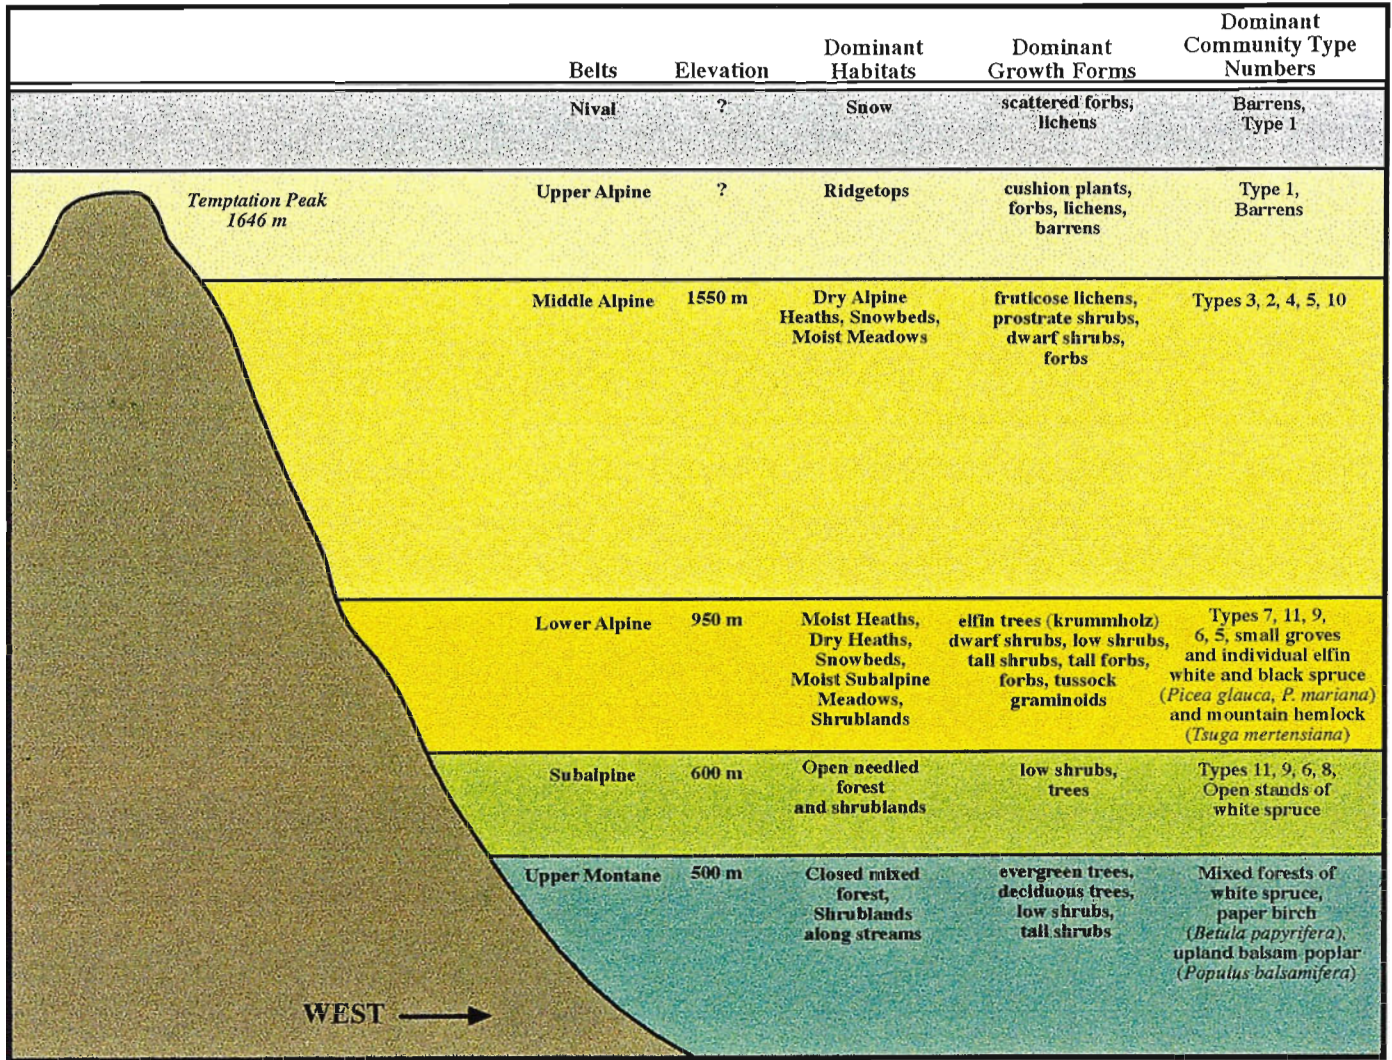 Belts
Elevation
Dominant
Habitats
Dominant
Growth Forms
Dominant
Community Type
Numbers
Nival
?
Snow
scattered forbs,
lichens
Barrens,
Type 1
Temptation Peak
1646 m
Upper Alpine
?
Ridgetops
cushion plants,
forbs, lichens,
barrens
Type 1,
Barrens
Middle Alpine
1550 m
Dry Alpine
Heaths, Snowbeds,
Moist Meadows
fruticose lichens,
prostrate shrubs,
dwarf shrubs,
forbs
Types 3, 2, 4, 5, 10
Lower Alpine
950 m
Moist Heaths,
Dry Heaths,
Snowbeds,
Moist Subalpine
Meadows,
Shrublands
elfin trees (krummholz)
dwarf shrubs, low shrubs,
tall shrubs, tall forbs,
forbs, tussock
graminoids
Types 7, 11, 9,
6, 5, small groves
and individual elfin
white and black spruce
(Picea glauca, P. mariana)
and mountain hemlock
(Tsuga mertensiana)
Subalpine
600 m
Open needled
forest
and shrublands
low shrubs,
trees
Types 11, 9, 6, 8,
Open stands of
white spruce
Upper Montane
500 m
Closed mixed
forest,
Shrublands
along streams
evergreen trees,
deciduous trees,
low shrubs,
tall shrubs
Mixed forests of
white spruce,
paper birch
(Betula papyrifera),
upland balsam poplar
(Populus balsamifera)
WEST